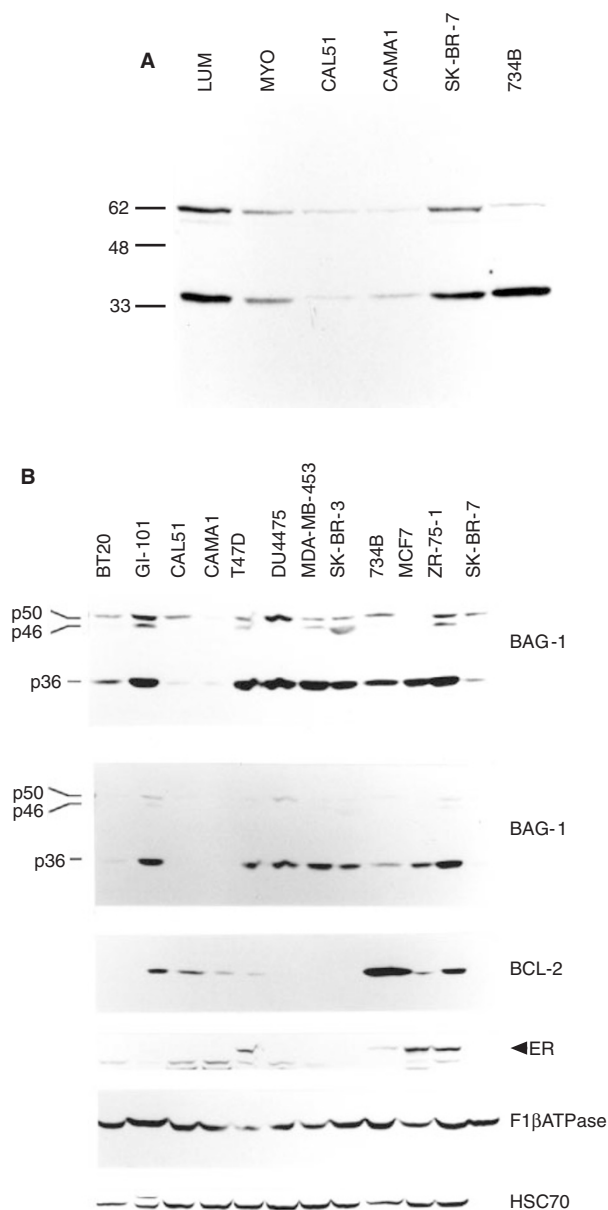 A
LUM
MYO
CAL51
CAMA1
SK-BR-7
734B
62
48
33
B
BT20
GI-101
CAL51
CAMA1
T47D
DU4475
MDA-MB-453
SK-BR-3
734B
MCF7
ZR-75-1
SK-BR-7
p50
p46
BAG-1
p36
p50
p46
BAG-1
p36
BCL-2
ER
F1βATPase
HSC70